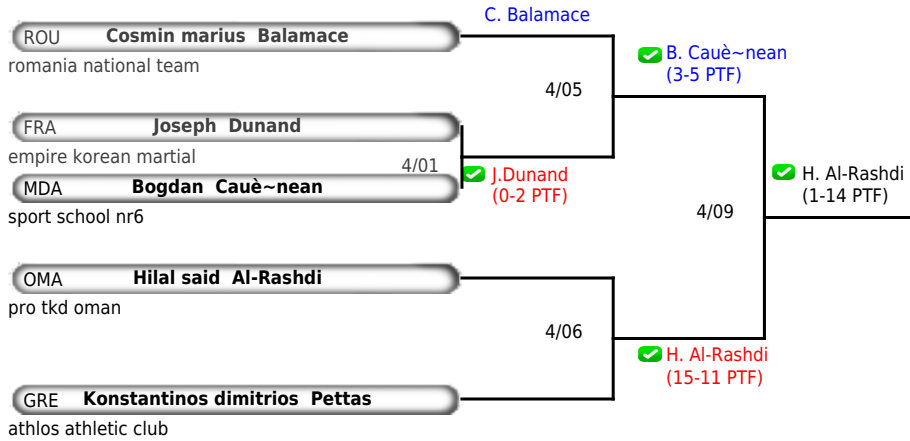 C. Balamace
ROU Cosmin marius Balamace
romania national team
B. Cauè~nean
(3-5 PTF)
4/05
FRA Joseph Dunand
empire korean martial
4/01
J.Dunand
(0-2 PTF)
MDA Bogdan Cauè~nean
sport school nr6
H. Al-Rashdi
(1-14 PTF)
4/09
OMA Hilal said Al-Rashdi
pro tkd oman
4/06
H. Al-Rashdi
(15-11 PTF)
GRE Konstantinos dimitrios Pettas
athlos athletic club